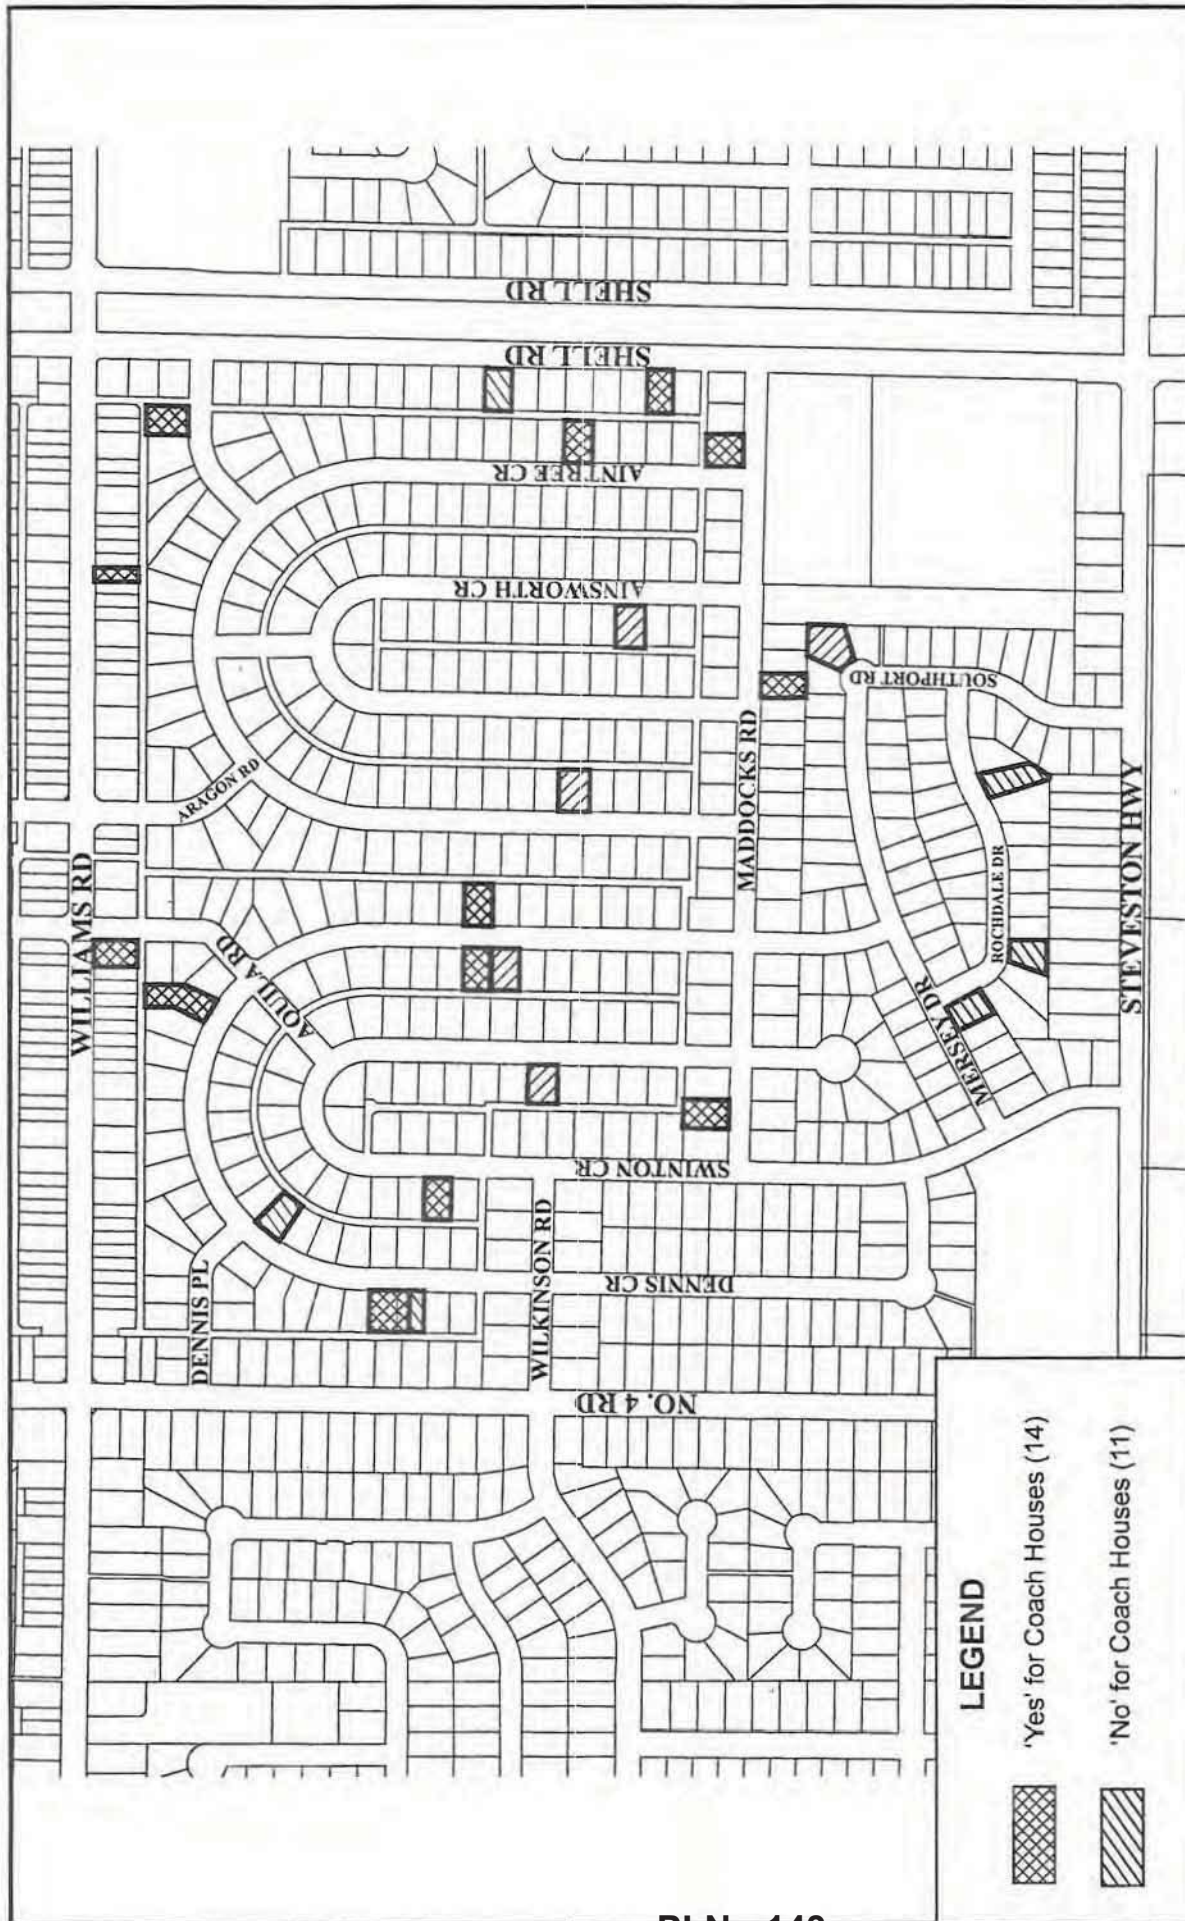 SHELL RD
SHELL RD
AINTREE CR
AINSWORTH CR
SOUTHPORT RD
ARAGON RD
MADDOCKS RD
STEVESTON HWY
WILLIAMS RD
ROCHDALE DR
AQUILA RD
MERSEY DR
SWINTON CR
WILKINSON RD
DENNIS CR
DENNIS PL
NO. 4 RD
LEGEND
'Yes' for Coach Houses (14)
'No' for Coach Houses (11)